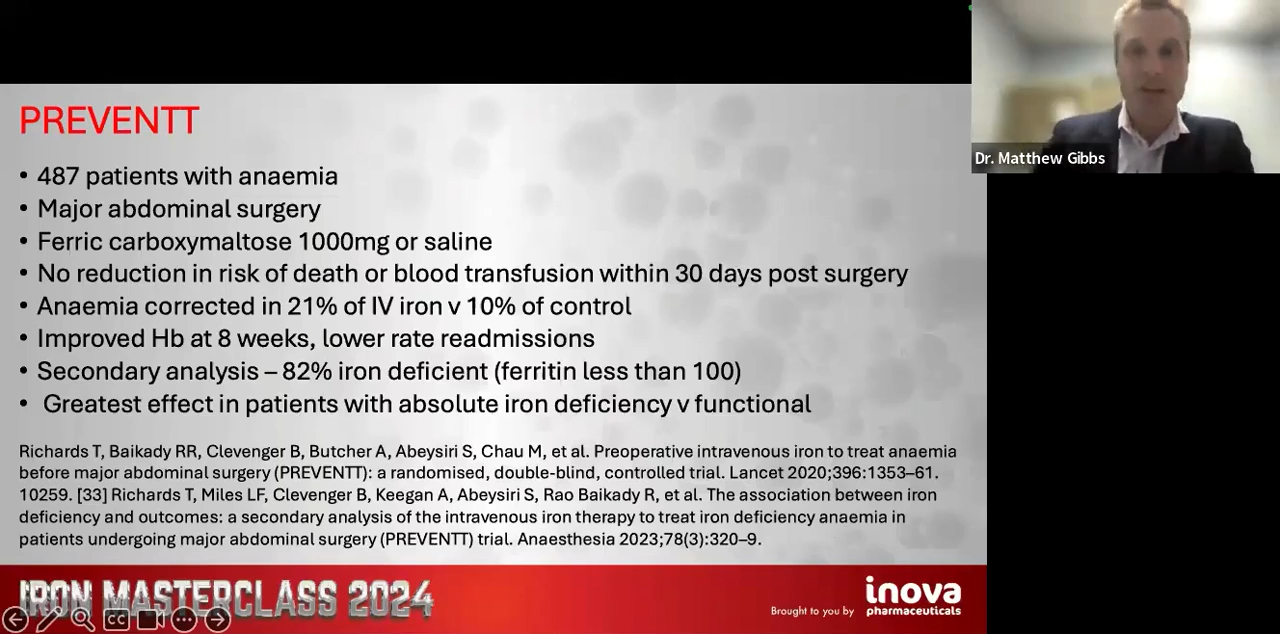 PREVENTT
• 487 patients with anaemia
• Major abdominal surgery
• Ferric carboxymaltose 1000mg or saline
• No reduction in risk of death or blood transfusion within 30 days post surgery
• Anaemia corrected in 21% of IV iron v 10% of control
• Improved Hb at 8 weeks, lower rate readmissions
• Secondary analysis – 82% iron deficient (ferritin less than 100)
• Greatest effect in patients with absolute iron deficiency v functional
Richards T, Baikady RR, Clevenger B, Butcher A, Abeysiri S, Chau M, et al. Preoperative intravenous iron to treat anaemia
before major abdominal surgery (PREVENTT): a randomised, double-blind, controlled trial. Lancet 2020;396:1353–61.
10259. [33] Richards T, Miles LF, Clevenger B, Keegan A, Abeysiri S, Rao Baikady R, et al. The association between iron
deficiency and outcomes: a secondary analysis of the intravenous iron therapy to treat iron deficiency anaemia in
patients undergoing major abdominal surgery (PREVENTT) trial. Anaesthesia 2023;78(3):320–9.
IRON MASTERCLASS 2024
CC
Brought to you by
inova
pharmaceuticals
Dr. Matthew Gibbs